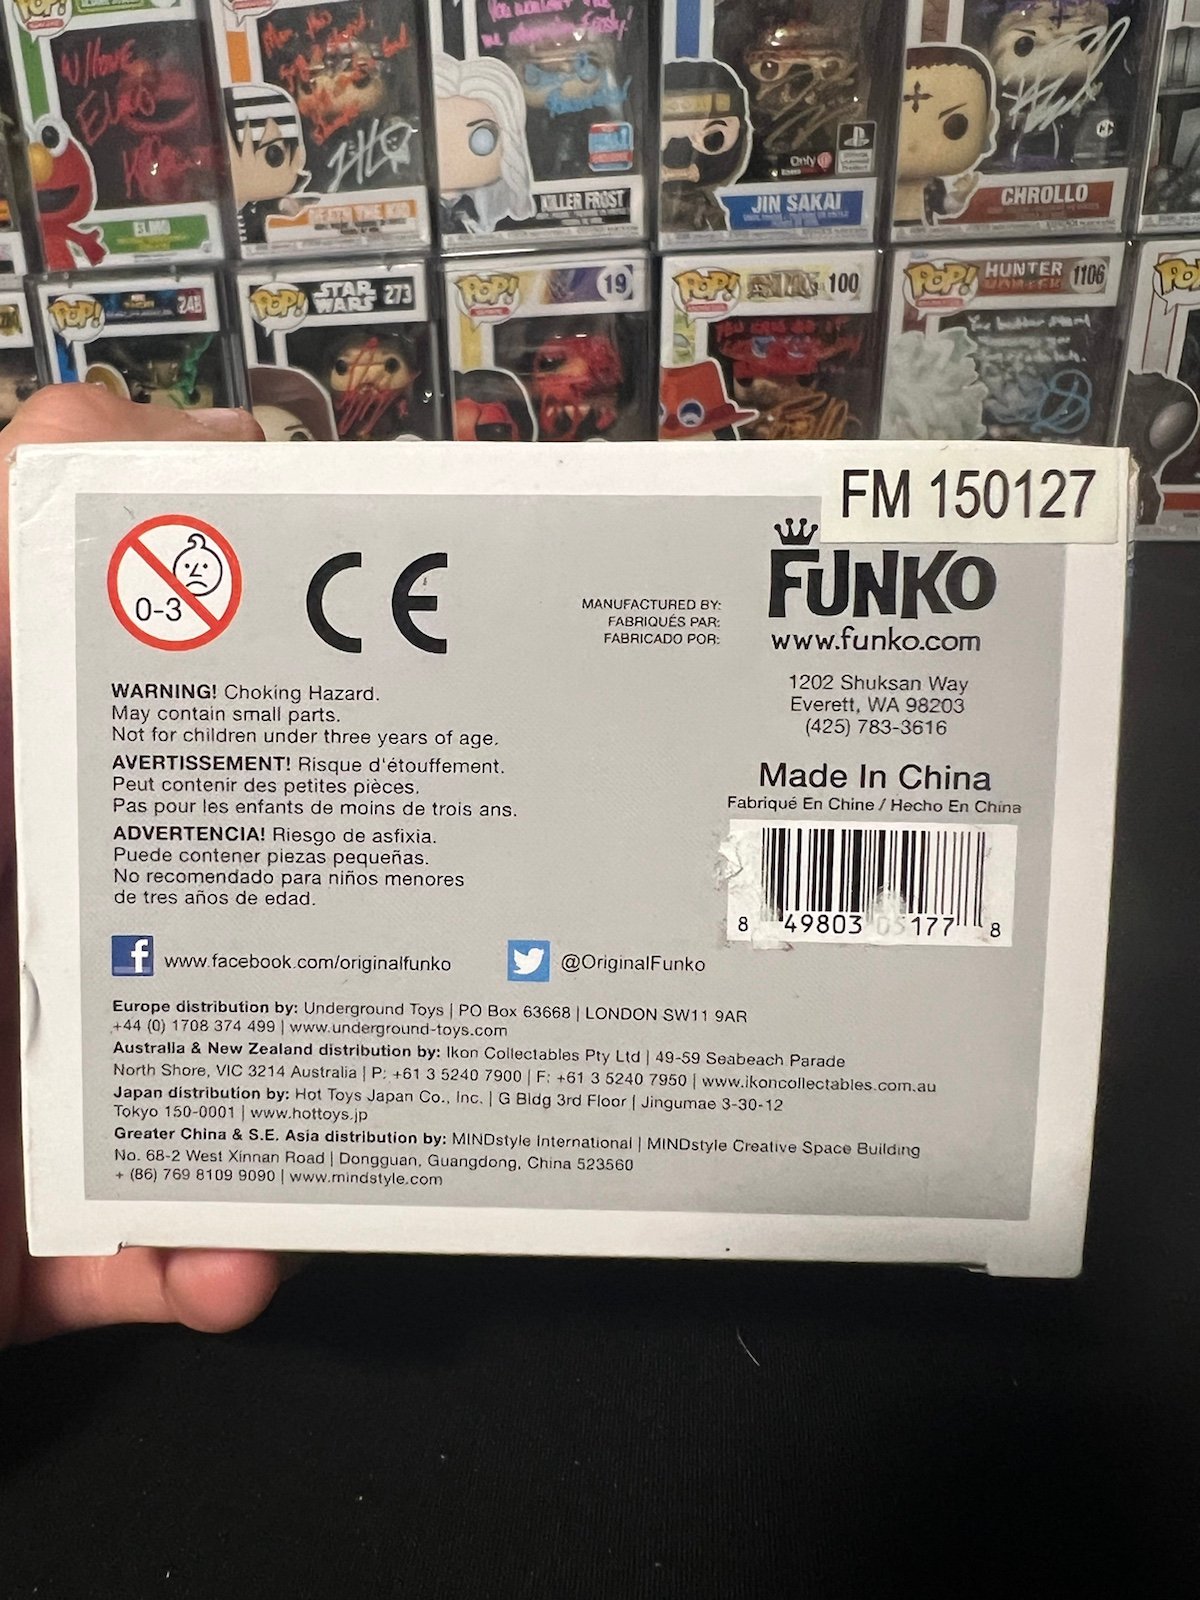 W/love
Elmo
ELMO
KILLER FROST
Only
JIN SAKAI
CHROLLO
POP!
POP!
STAR
WARS
273
POP!
19
POP!
100
POP!
HUNTER
HUNTER
1106
FM 150127
0-3
CE
MANUFACTURED BY:
FABRIQUÉS PAR:
FABRICADO POR:
FUNKO
www.funko.com
1202 Shuksan Way
Everett, WA 98203
(425) 783-3616
Made In China
Fabriqué En Chine / Hecho En China
8 49803 05177 8
WARNING! Choking Hazard.
May contain small parts.
Not for children under three years of age.
AVERTISSEMENT! Risque d'étouffement.
Peut contenir des petites pièces.
Pas pour les enfants de moins de trois ans.
ADVERTENCIA! Riesgo de asfixia.
Puede contener piezas pequeñas.
No recomendado para niños menores
de tres años de edad.
f www.facebook.com/originalfunko
@OriginalFunko
Europe distribution by: Underground Toys | PO Box 63668 | LONDON SW11 9AR
+44 (0) 1708 374 499 | www.underground-toys.com
Australia & New Zealand distribution by: Ikon Collectables Pty Ltd | 49-59 Seabeach Parade
North Shore, VIC 3214 Australia | P: +61 3 5240 7900 | F: +61 3 5240 7950 | www.ikoncollectables.com.au
Japan distribution by: Hot Toys Japan Co., Inc. | G Bldg 3rd Floor | Jingumae 3-30-12
Tokyo 150-0001 | www.hottoys.jp
Greater China & S.E. Asia distribution by: MINDstyle International | MINDstyle Creative Space Building
No. 68-2 West Xinnan Road | Dongguan, Guangdong, China 523560
+ (86) 769 8109 9090 | www.mindstyle.com